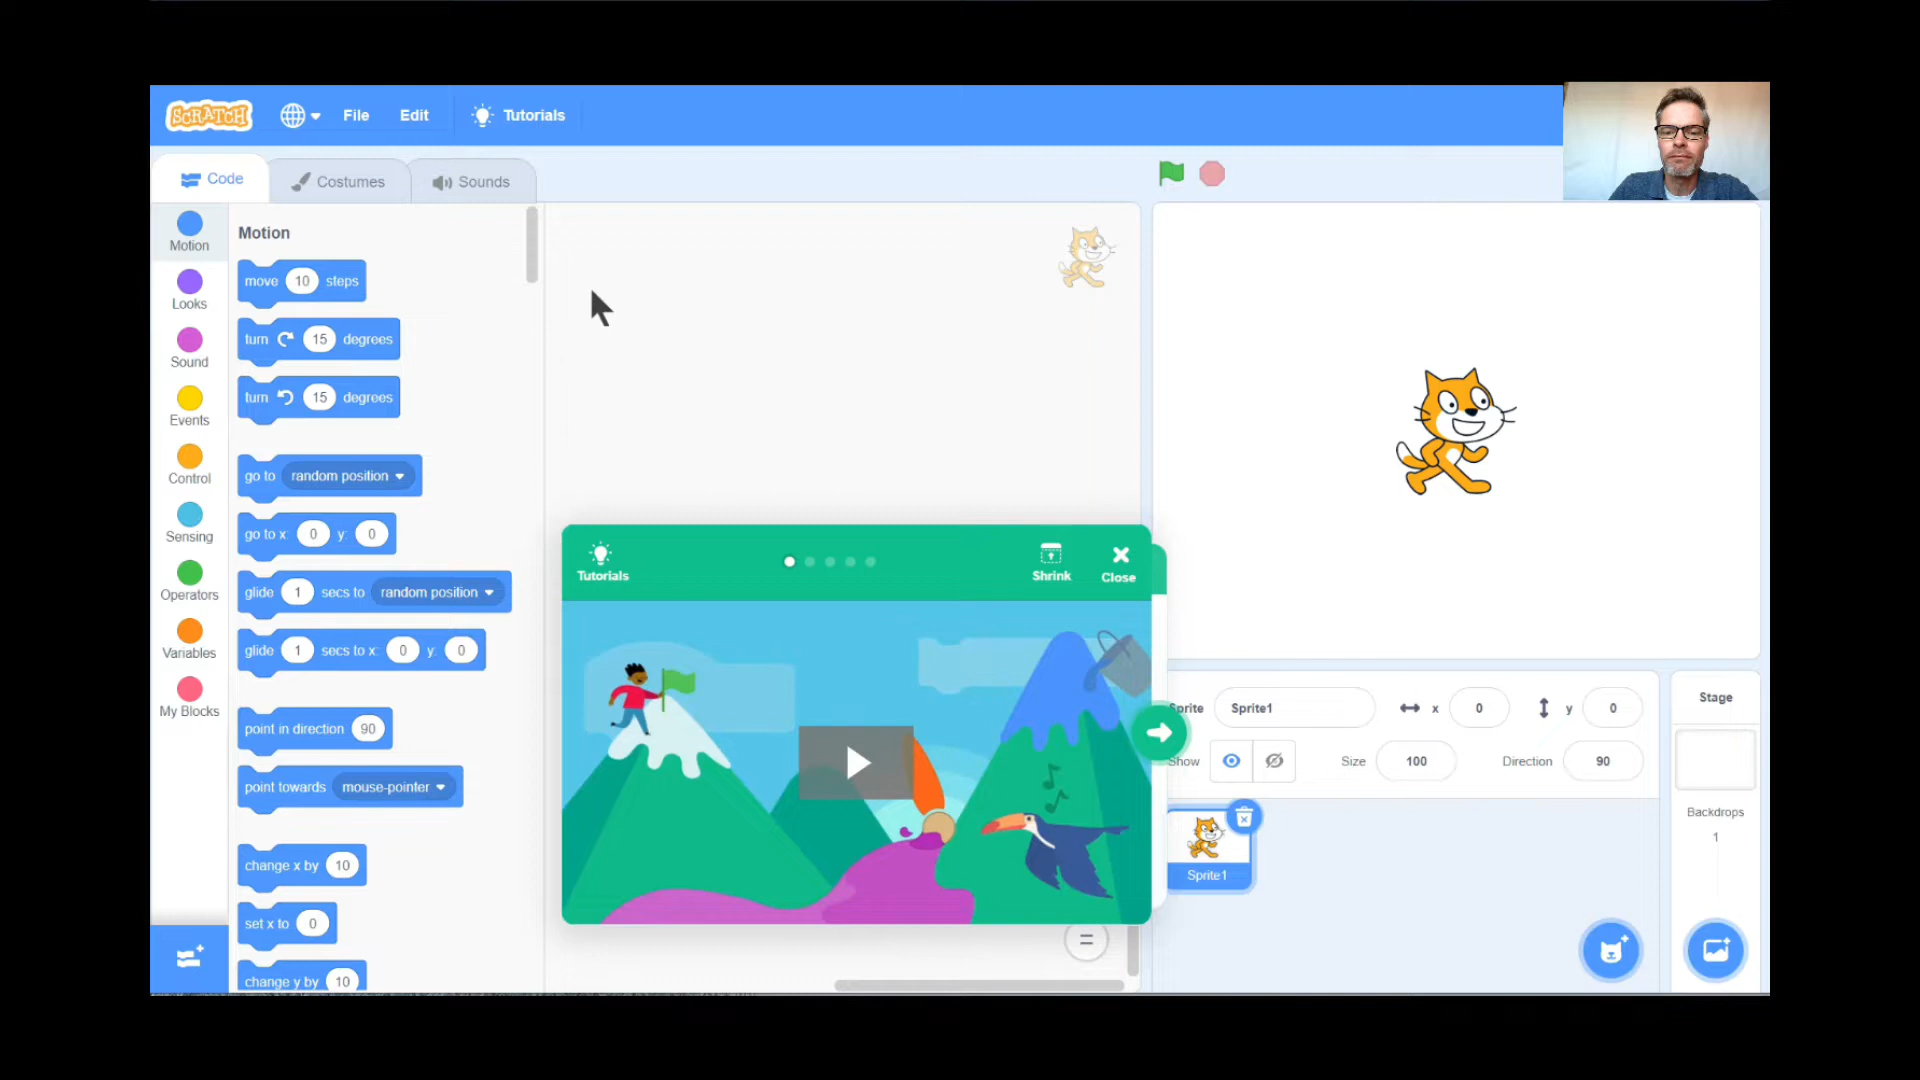 SCRATCH
File
Edit
Tutorials
Code
Costumes
Sounds
Motion
Looks
Sound
Events
Control
Sensing
Operators
Variables
My Blocks
Motion
move 10 steps
turn 15 degrees
turn 15 degrees
go to random position
go to x: 0 y: 0
glide 1 secs to random position
glide 1 secs to x: 0 y: 0
point in direction 90
point towards mouse-pointer
change x by 10
set x to 0
change y by 10
Tutorials
Shrink
Close
Sprite Sprite1 x 0 y 0
Show Size 100 Direction 90
Sprite1
Stage
Backdrops
1